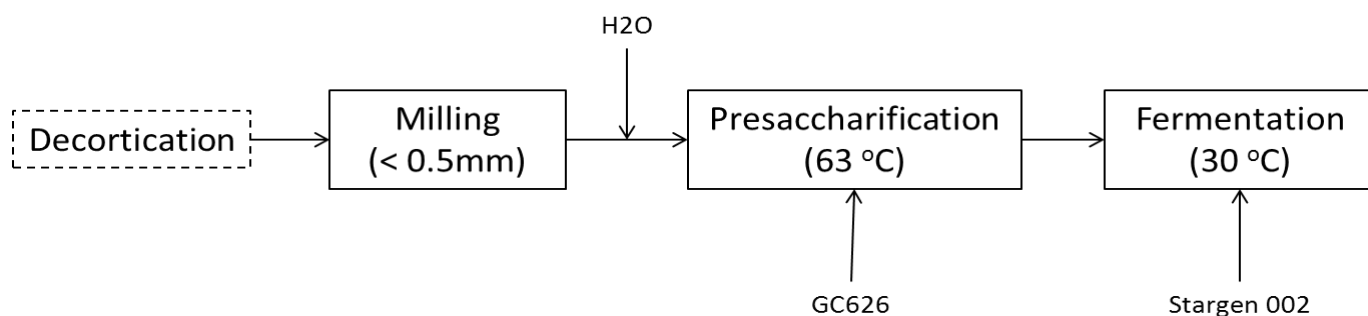 H2O
Decortication
Milling
(< 0.5mm)
Presaccharification
(63 °C)
Fermentation
(30 °C)
GC626
Stargen 002